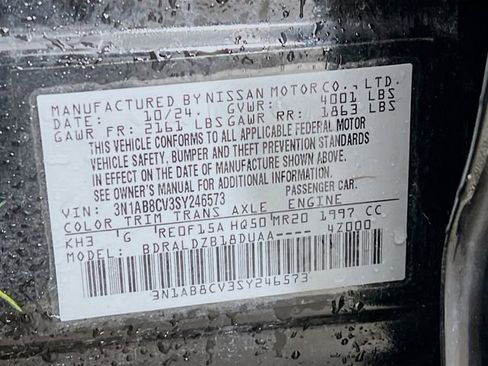 MANUFACTURED BY NISSAN MOTOR CO., LTD.
DATE: 10/24 GVWR: 4001 LBS
GAWR FR: 2161 LBS GAWR RR: 1863 LBS
THIS VEHICLE CONFORMS TO ALL APPLICABLE FEDERAL MOTOR
VEHICLE SAFETY, BUMPER AND THEFT PREVENTION STANDARDS
IN EFFECT ON THE DATE OF MANUFACTURE SHOWN ABOVE.
SEE OWNER'S MANUAL FOR ADDITIONAL INFORMATION.
VIN: 3N1AB8CV3SY246573 PASSENGER CAR.
COLOR TRIM TRANS AXLE ENGINE
KH3 G RE0F15A HQ50 MR20 1997 CC
MODEL: BDRALDZB18DUAA---- 4Z000
3N1AB8CV3SY246573